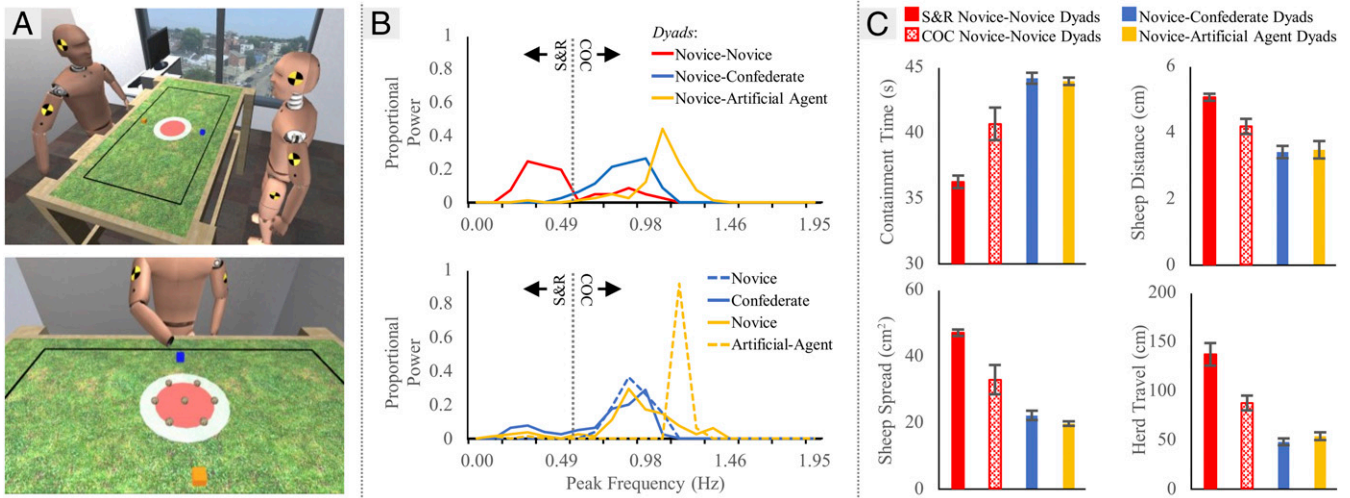 A
B
Proportional
Power
1
0.8
0.6
0.4
0.2
0
S&R
COC
Dyads:
Novice-Novice
Novice-Confederate
Novice-Artificial Agent
0.00
0.49
0.98
1.46
1.95
Proportional
Power
1
0.8
0.6
0.4
0.2
0
S&R
COC
Novice
Confederate
Novice
Artificial-Agent
0.00
0.49
0.98
1.46
1.95
Peak Frequency (Hz)
C
S&R Novice-Novice Dyads
Novice-Confederate Dyads
COC Novice-Novice Dyads
Novice-Artificial Agent Dyads
Containment Time (s)
45
40
35
30
Sheep Distance (cm)
6
4
2
0
Sheep Spread (cm²)
60
40
20
0
Herd Travel (cm)
200
150
100
50
0